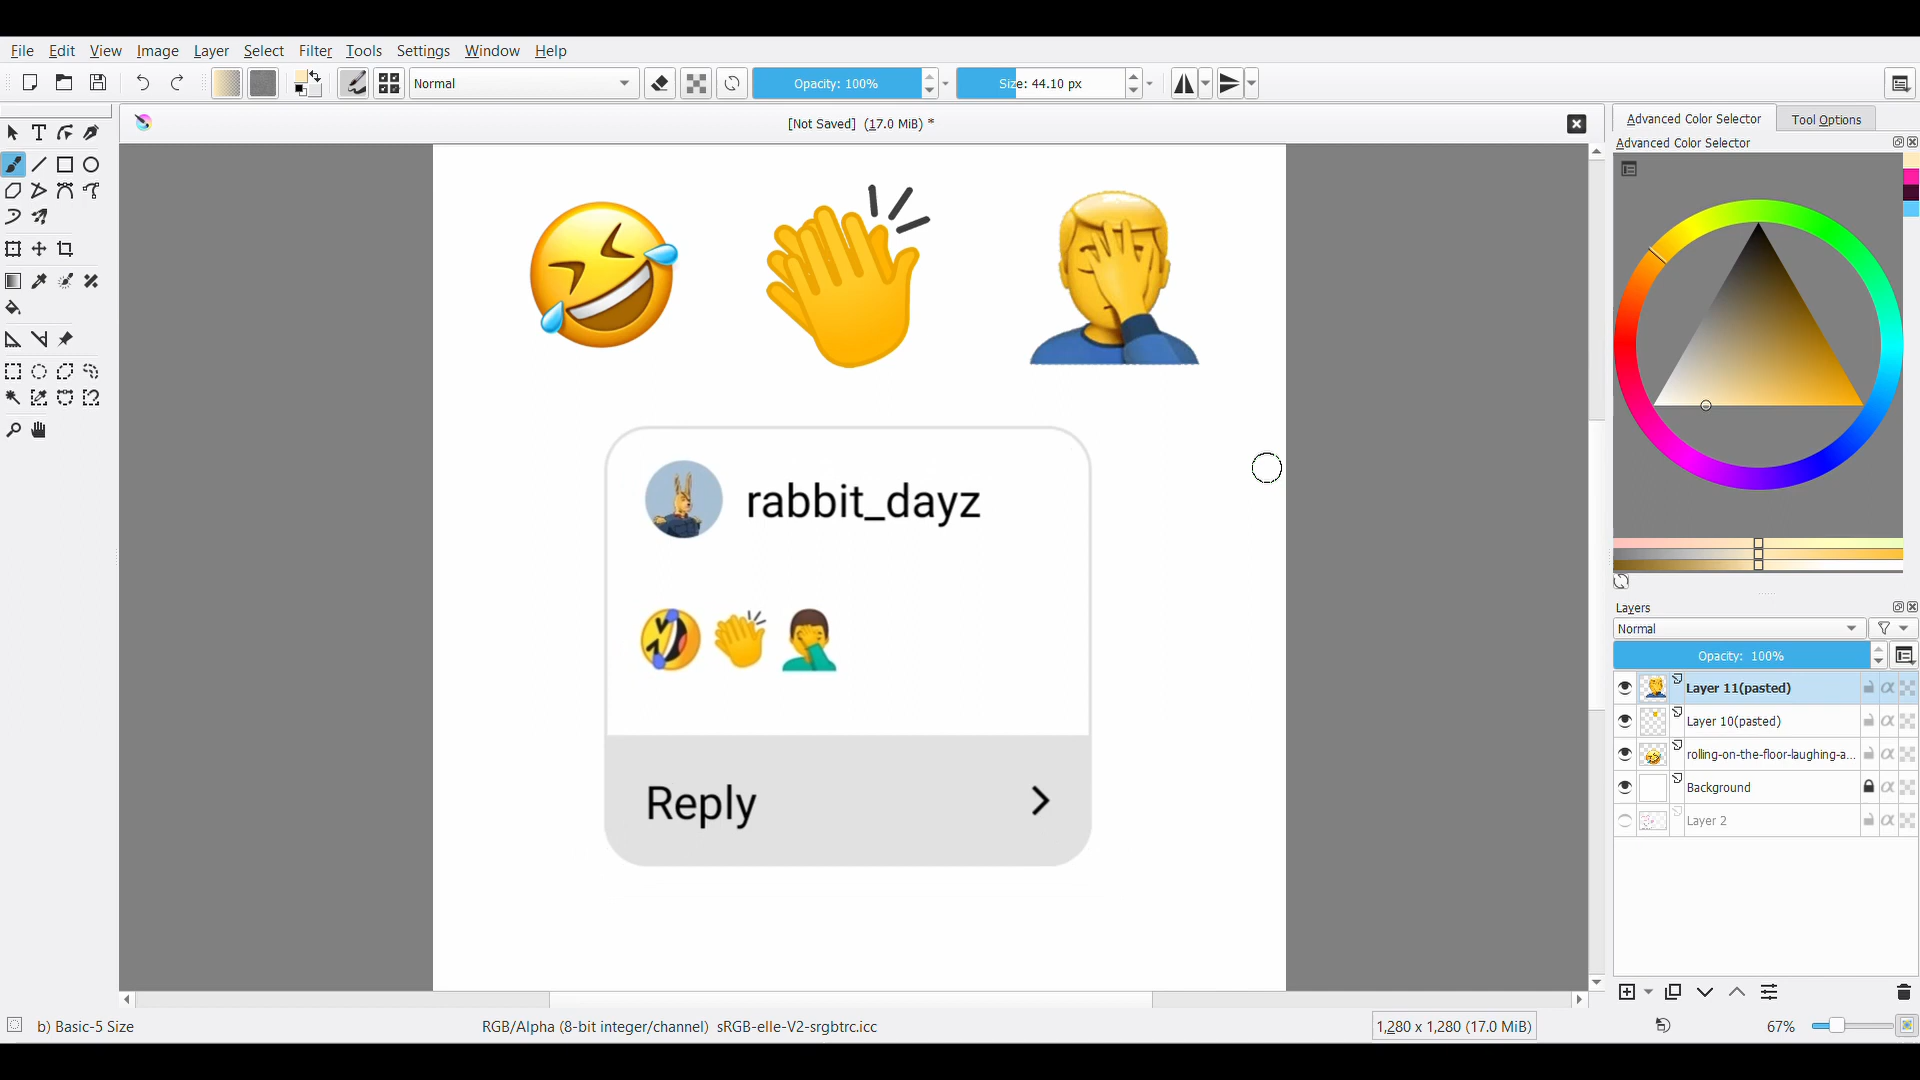 File Edit View Image Layer Select Filter Tools Settings Window Help
Normal Opacity: 100% Size: 44.10 px
[Not Saved] (17.0 MiB) *
Advanced Color Selector Tool Options
Advanced Color Selector
rabbit_dayz
Reply
Layers
Normal
Opacity: 100%
Layer 11(pasted)
Layer 10(pasted)
rolling-on-the-floor-laughing-a...
Background
Layer 2
b) Basic-5 Size RGB/Alpha (8-bit integer/channel) sRGB-elle-V2-srgbtrc.icc 1,280 x 1,280 (17.0 MiB) 67%